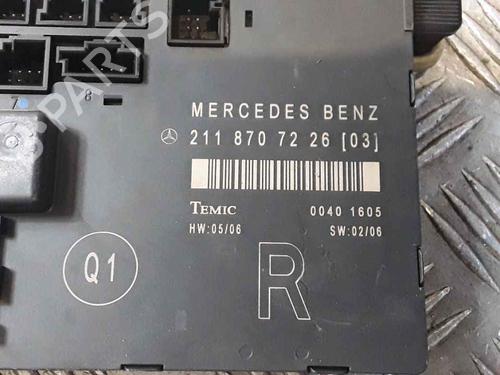 PARTS
7
8
MERCEDES BENZ
211 870 72 26 [03]
TEMIC 0040 1605
HW:05/06 SW:02/06
Q1
R